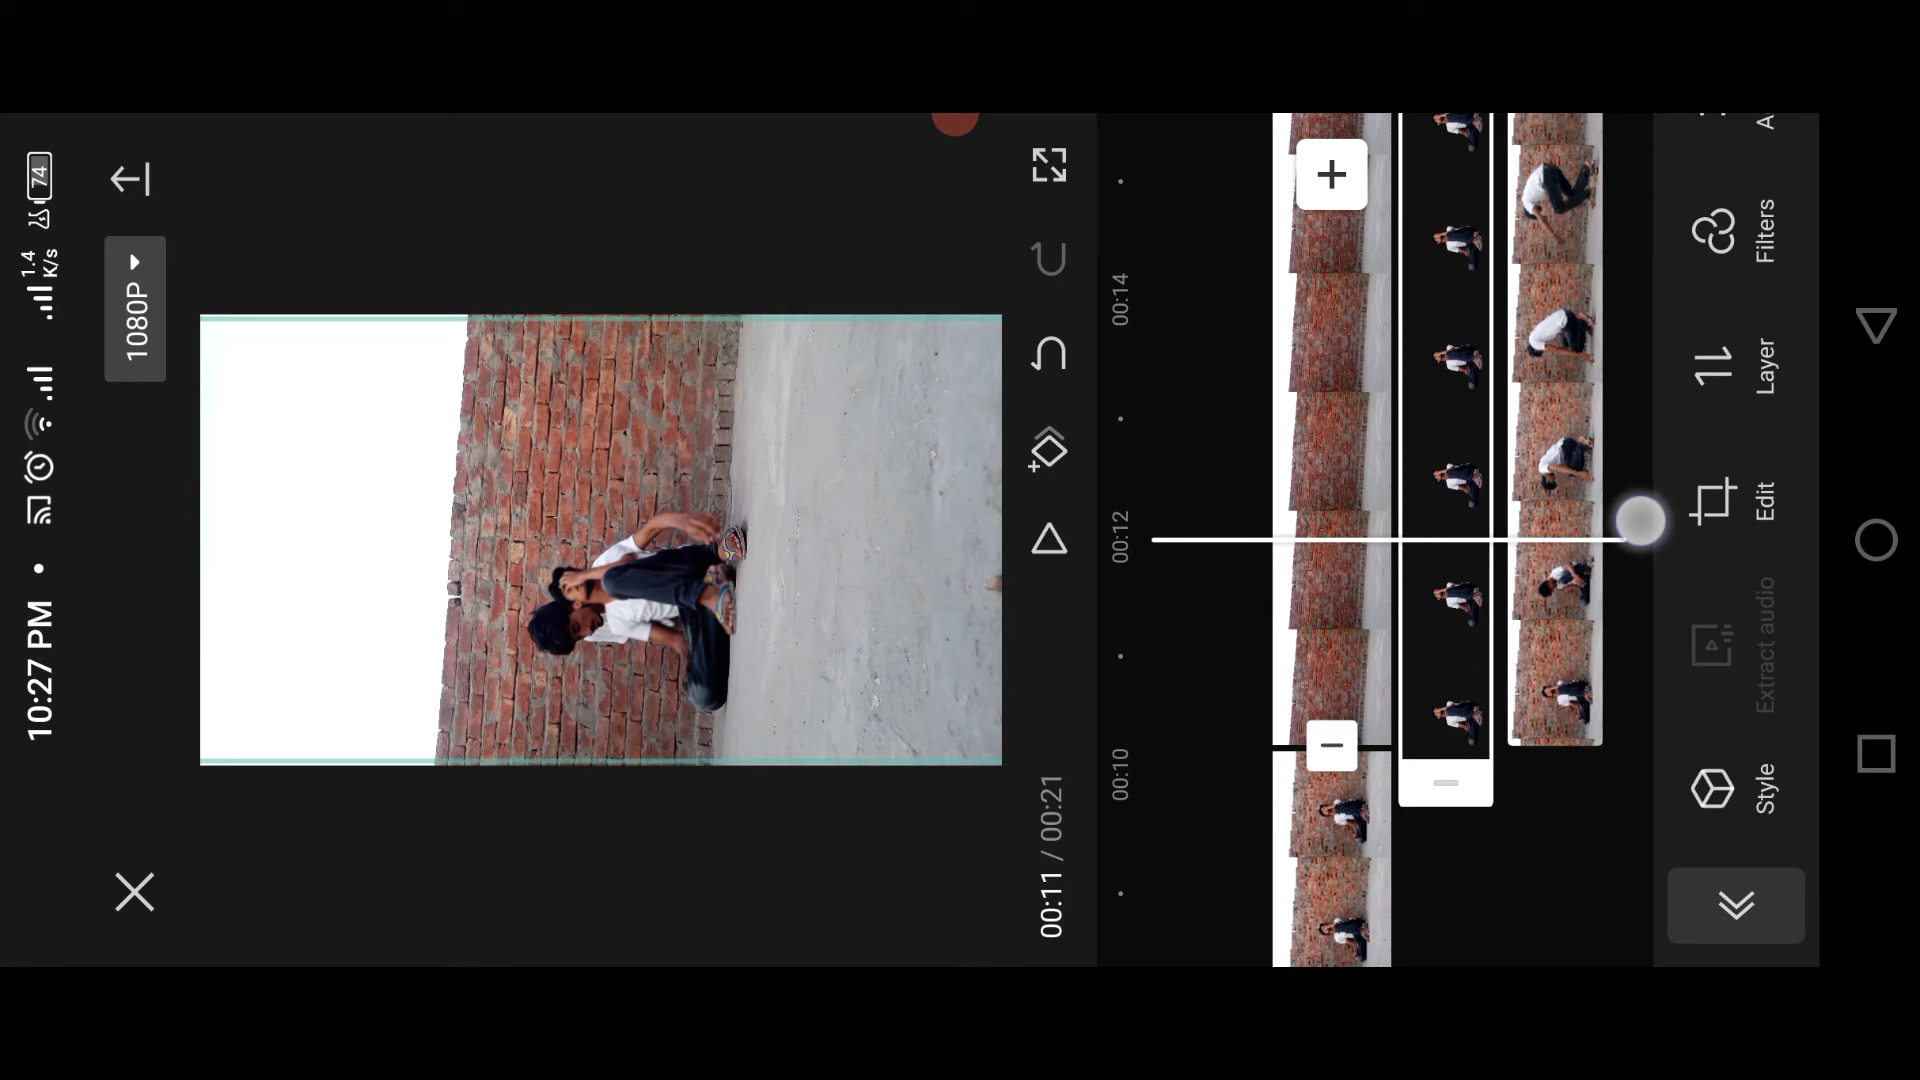 10:27 PM
1.4
K/s
74
1080P
00:11 / 00:21
00:10
00:12
00:14
Style
Extract audio
Edit
Layer
Filters
A